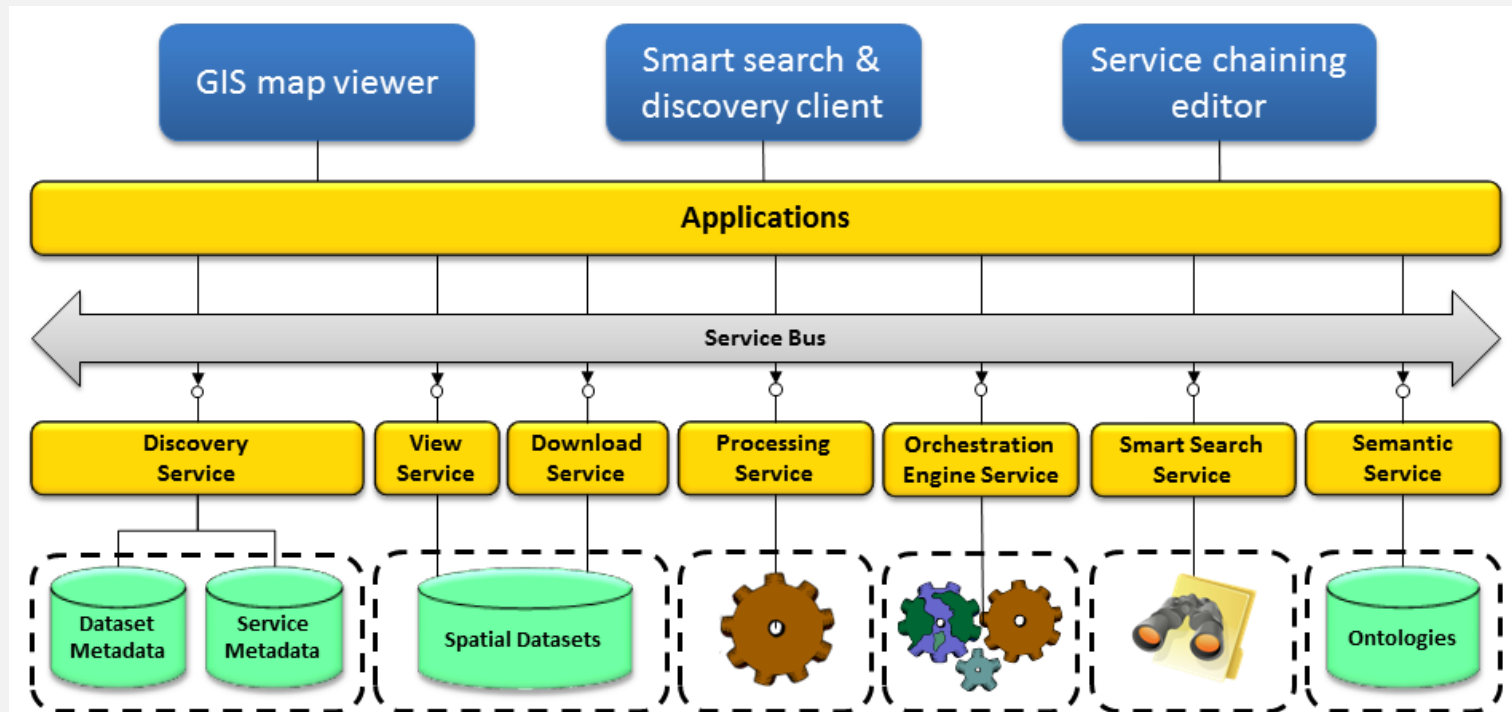 GIS map viewer
Smart search &
discovery client
Service chaining
editor
Applications
Service Bus
Discovery
Service
View
Service
Download
Service
Processing
Service
Orchestration
Engine Service
Smart Search
Service
Semantic
Service
Dataset
Metadata
Service
Metadata
Spatial Datasets
Ontologies